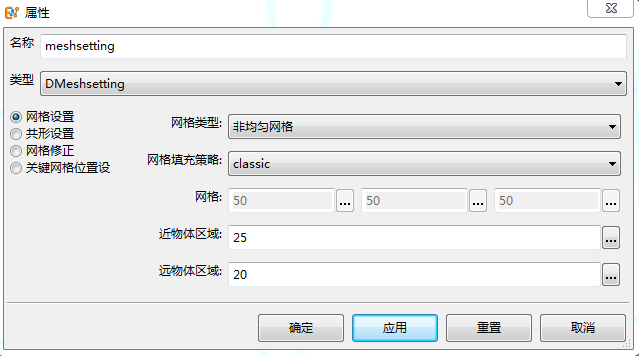 属性
名称 meshsetting
类型 DMeshsetting
网格设置
共形设置
网格修正
关键网格位置设
网格类型: 非均匀网格
网格填充策略: classic
网格: 50 ... 50 ... 50 ...
近物体区域: 25 ...
远物体区域: 20 ...
确定 应用 重置 取消